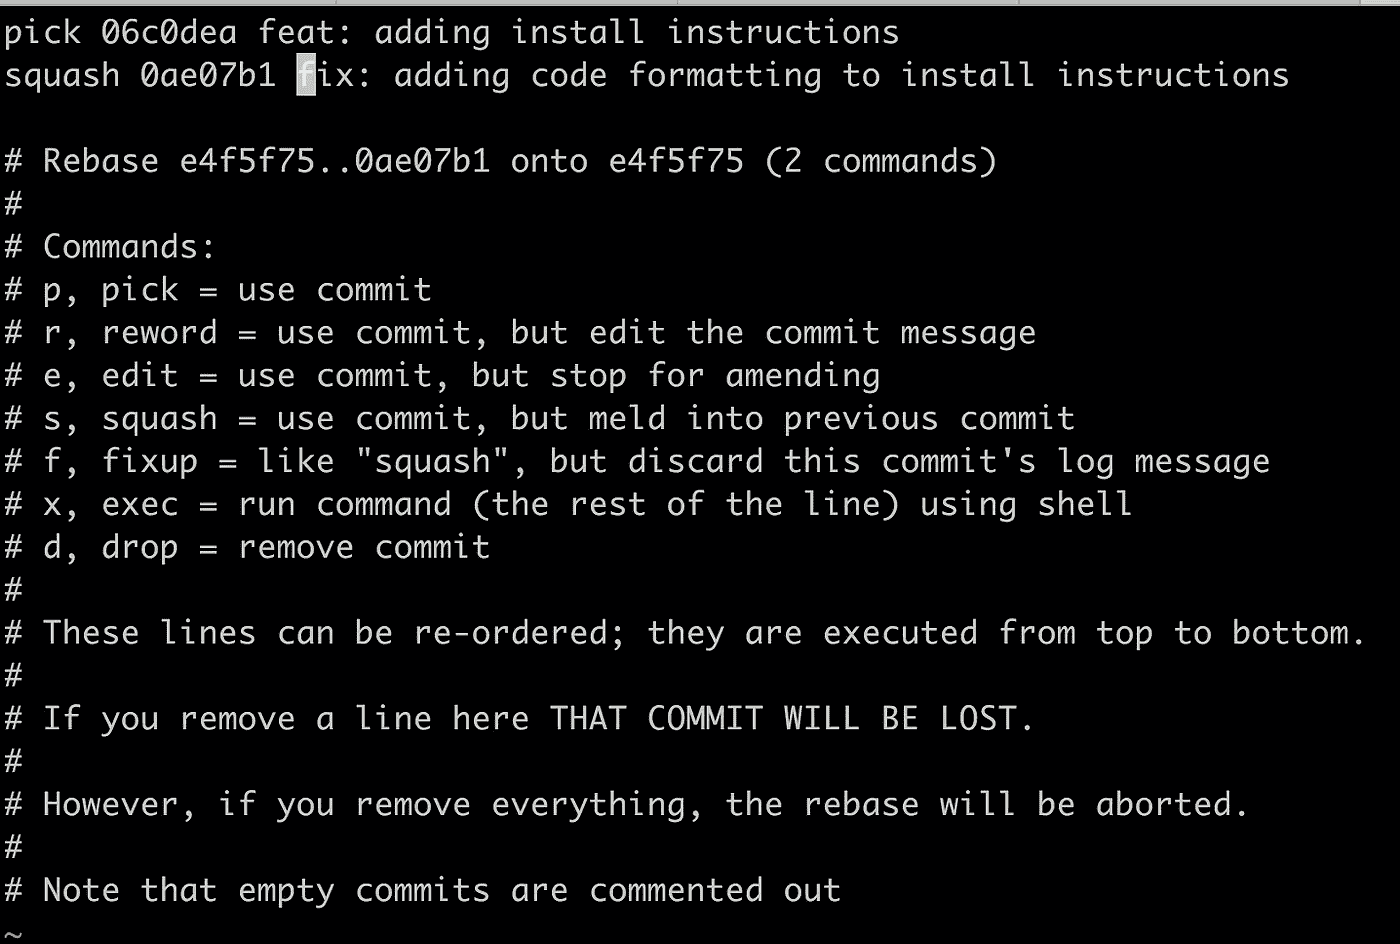 pick 06c0dea feat: adding install instructions
squash 0ae07b1 fix: adding code formatting to install instructions
# Rebase e4f5f75..0ae07b1 onto e4f5f75 (2 commands)
#
# Commands:
# p, pick = use commit
# r, reword = use commit, but edit the commit message
# e, edit = use commit, but stop for amending
# s, squash = use commit, but meld into previous commit
# f, fixup = like "squash", but discard this commit's log message
# x, exec = run command (the rest of the line) using shell
# d, drop = remove commit
#
# These lines can be re-ordered; they are executed from top to bottom.
#
# If you remove a line here THAT COMMIT WILL BE LOST.
#
# However, if you remove everything, the rebase will be aborted.
#
# Note that empty commits are commented out
~